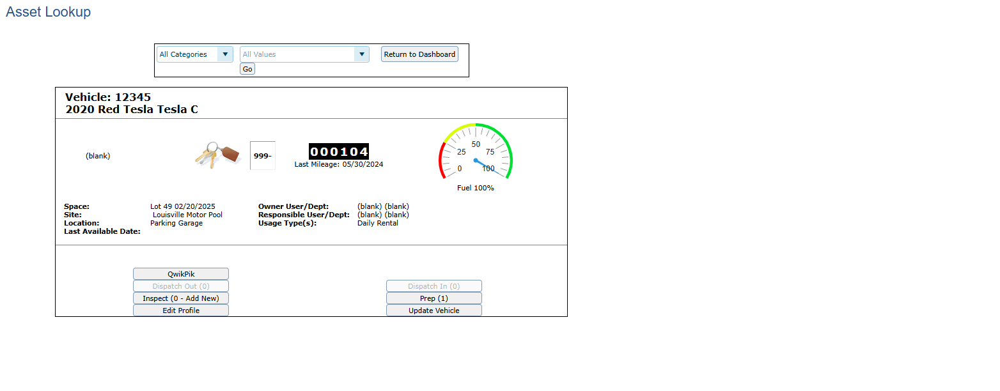 Asset Lookup
All Categories
All Values
Return to Dashboard
Go
Vehicle: 12345
2020 Red Tesla Tesla C
(blank)
999-
000104
Last Mileage: 05/30/2024
0
25
50
75
100
Fuel 100%
Space: Lot 49 02/20/2025 Owner User/Dept: (blank) (blank)
Site: Louisville Motor Pool Responsible User/Dept: (blank) (blank)
Location: Parking Garage Usage Type(s): Daily Rental
Last Available Date:
QwikPik
Dispatch Out (0) Dispatch In (0)
Inspect (0 - Add New) Prep (1)
Edit Profile Update Vehicle